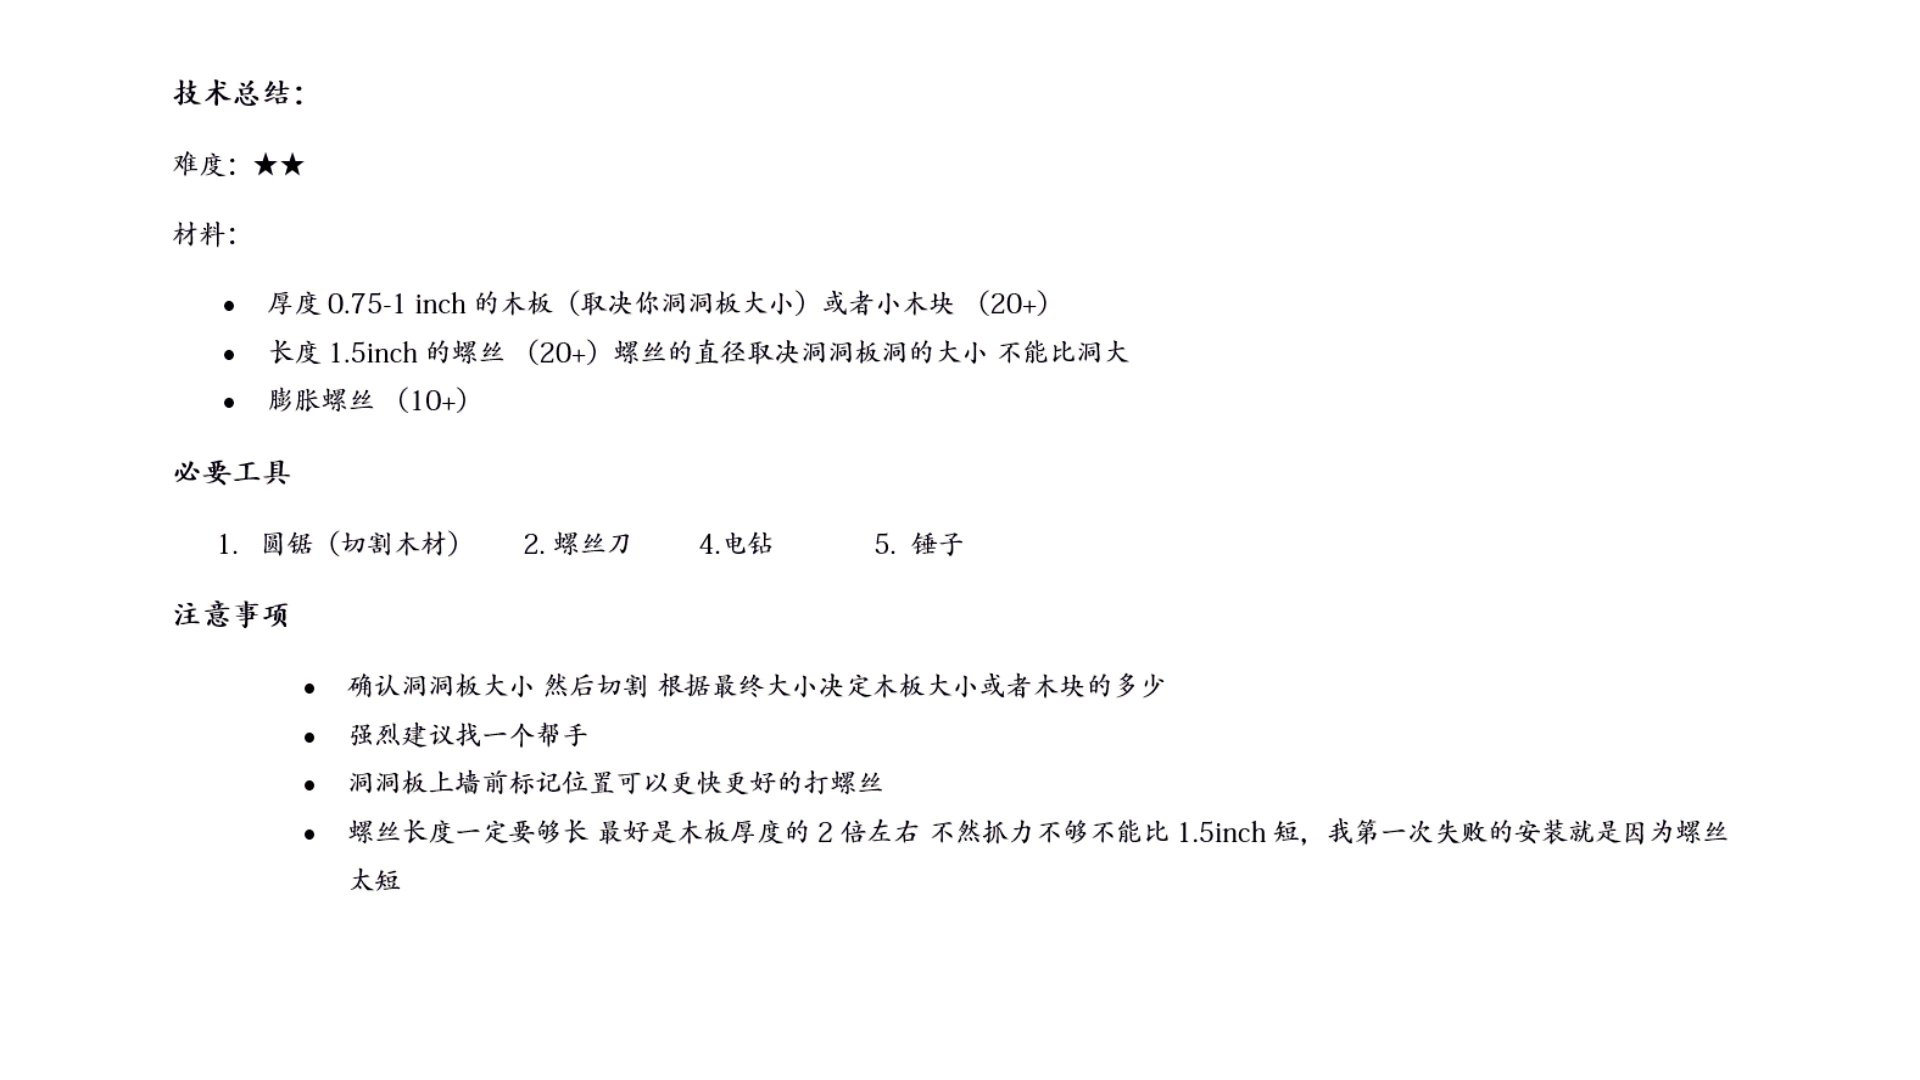 技术总结：
难度：★★
材料：
● 厚度 0.75-1 inch 的木板（取决你洞洞板大小）或者小木块 （20+）
● 长度 1.5inch 的螺丝 （20+）螺丝的直径取决洞洞板洞的大小 不能比洞大
● 膨胀螺丝 （10+）
必要工具
1. 圆锯（切割木材） 2. 螺丝刀 4.电钻 5. 锤子
注意事项
● 确认洞洞板大小 然后切割 根据最终大小决定木板大小或者木块的多少
● 强烈建议找一个帮手
● 洞洞板上墙前标记位置可以更快更好的打螺丝
● 螺丝长度一定要够长 最好是木板厚度的 2 倍左右 不然抓力不够不能比 1.5inch 短，我第一次失败的安装就是因为螺丝
太短